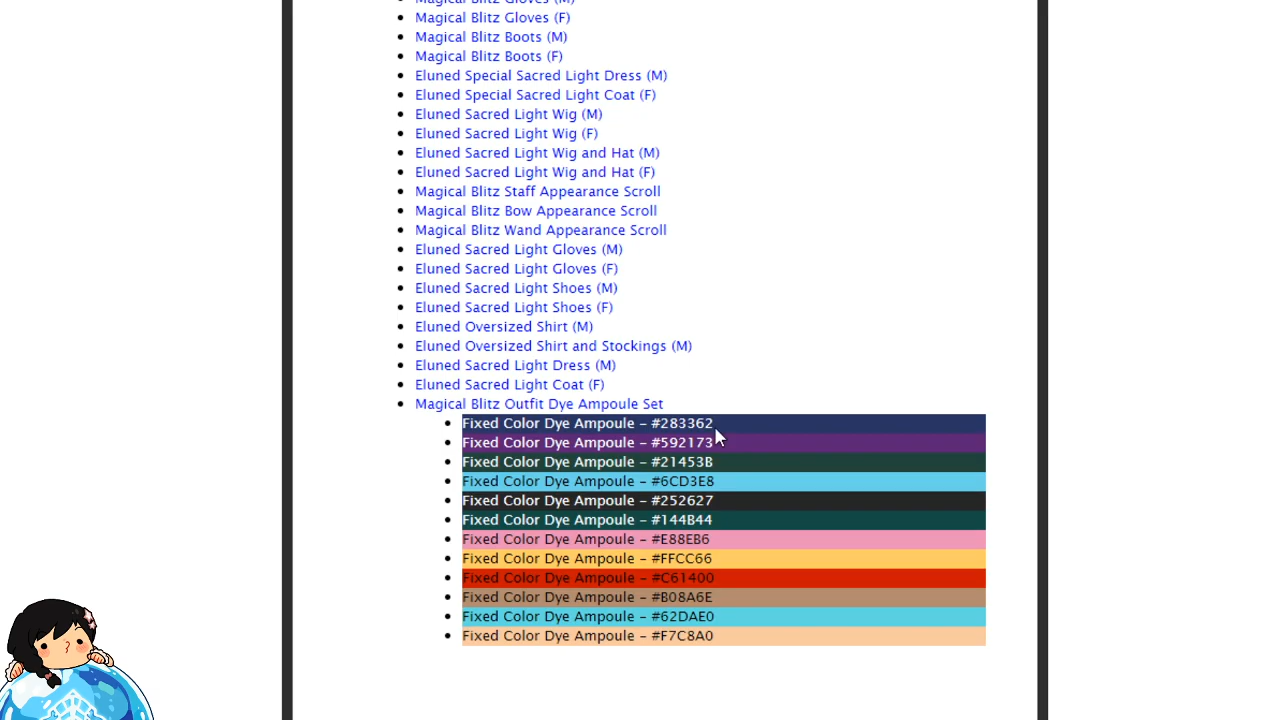 Magical Blitz Gloves (M)
Magical Blitz Gloves (F)
Magical Blitz Boots (M)
Magical Blitz Boots (F)
Eluned Special Sacred Light Dress (M)
Eluned Special Sacred Light Coat (F)
Eluned Sacred Light Wig (M)
Eluned Sacred Light Wig (F)
Eluned Sacred Light Wig and Hat (M)
Eluned Sacred Light Wig and Hat (F)
Magical Blitz Staff Appearance Scroll
Magical Blitz Bow Appearance Scroll
Magical Blitz Wand Appearance Scroll
Eluned Sacred Light Gloves (M)
Eluned Sacred Light Gloves (F)
Eluned Sacred Light Shoes (M)
Eluned Sacred Light Shoes (F)
Eluned Oversized Shirt (M)
Eluned Oversized Shirt and Stockings (M)
Eluned Sacred Light Dress (M)
Eluned Sacred Light Coat (F)
Magical Blitz Outfit Dye Ampoule Set
Fixed Color Dye Ampoule – #283362
Fixed Color Dye Ampoule – #592173
Fixed Color Dye Ampoule – #21453B
Fixed Color Dye Ampoule – #6CD3E8
Fixed Color Dye Ampoule – #252627
Fixed Color Dye Ampoule – #144B44
Fixed Color Dye Ampoule – #E88EB6
Fixed Color Dye Ampoule – #FFCC66
Fixed Color Dye Ampoule – #C61400
Fixed Color Dye Ampoule – #B08A6E
Fixed Color Dye Ampoule – #62DAE0
Fixed Color Dye Ampoule – #F7C8A0